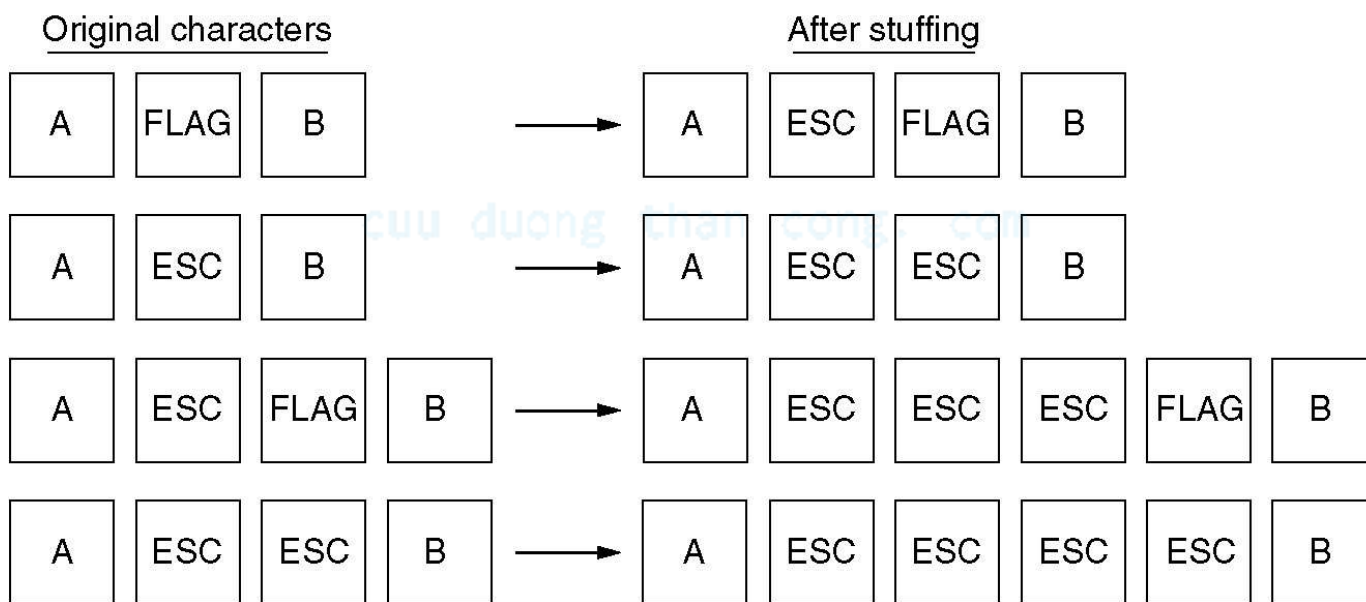 Original characters After stuffing
A FLAG B A ESC FLAG B
cuu duong than cong. com
A ESC B A ESC ESC B
A ESC FLAG B A ESC ESC ESC FLAG B
A ESC ESC B A ESC ESC ESC ESC B